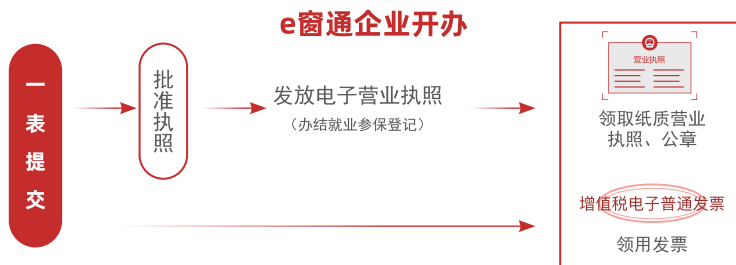 e窗通企业开办
一表提交
批准执照
发放电子营业执照
（办结就业参保登记）
营业执照
领取纸质营业
执照、公章
增值税电子普通发票
领用发票